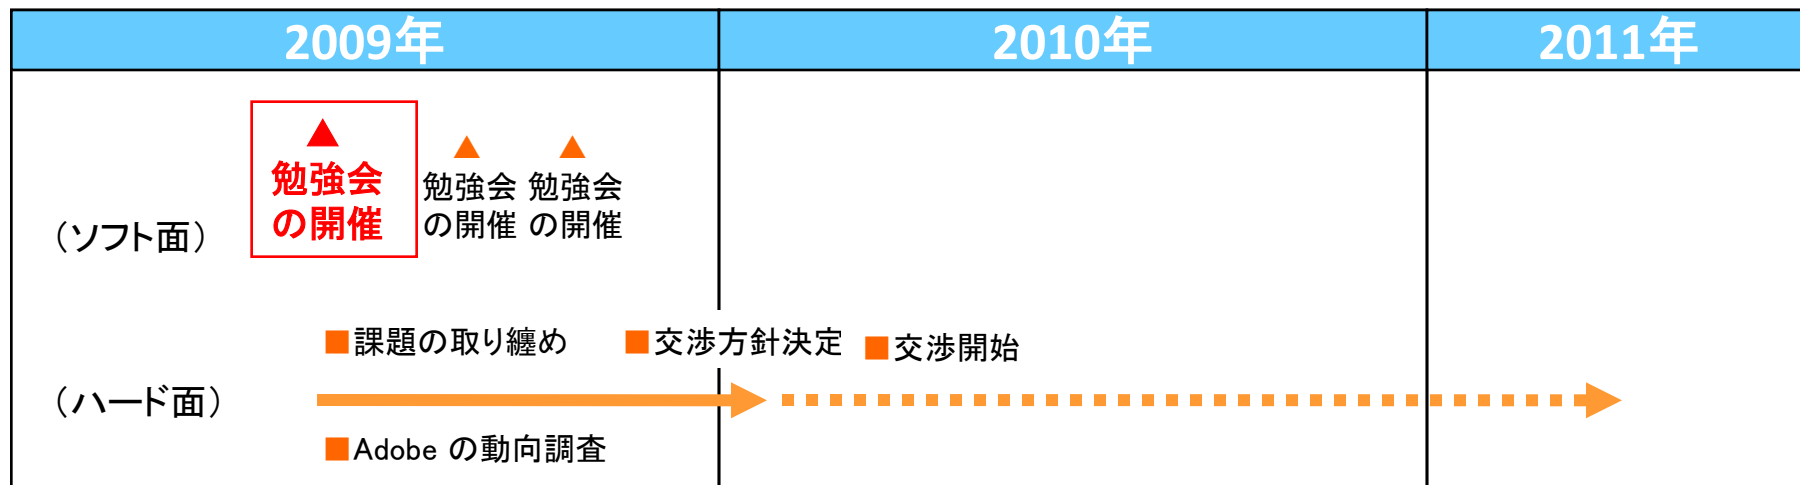 2009年
2010年
2011年
（ソフト面）
▲
勉強会
の開催
▲
勉強会
の開催
▲
勉強会
の開催
■課題の取り纏め
■交渉方針決定
■交渉開始
（ハード面）
■Adobe の動向調査